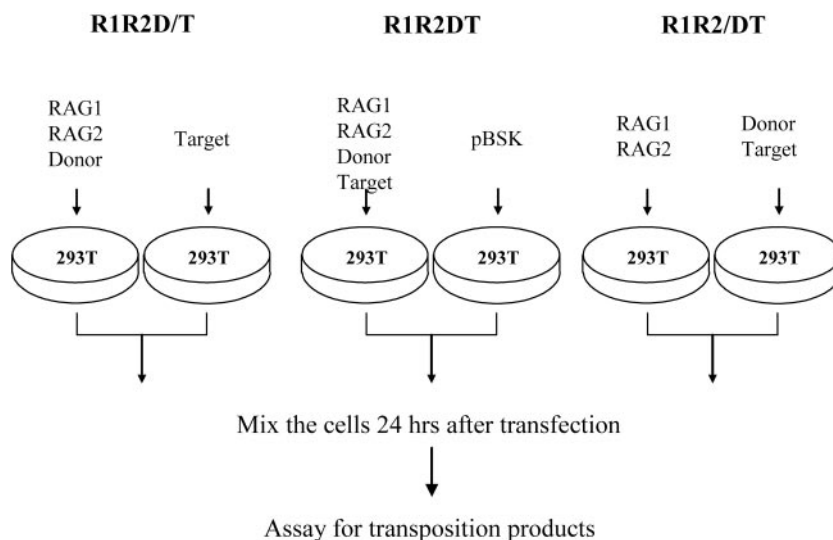 R1R2D/T
R1R2DT
R1R2/DT
RAG1
RAG2
Donor
Target
RAG1
RAG2
Donor
Target
pBSK
RAG1
RAG2
Donor
Target
293T
293T
293T
293T
293T
293T
Mix the cells 24 hrs after transfection
Assay for transposition products